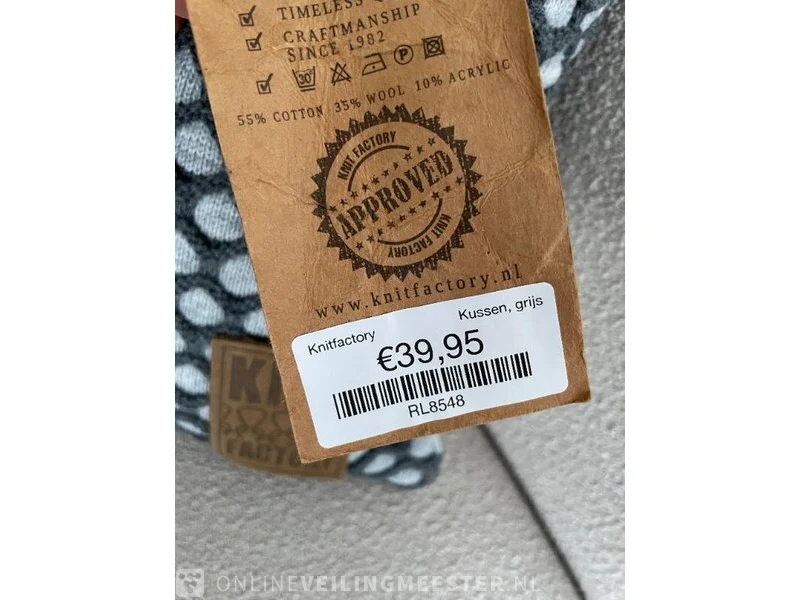 TIMELESS
CRAFTMANSHIP
SINCE 1982
30°
P
55% COTTON 35% WOOL 10% ACRYLIC
KNIT FACTORY
APPROVED
KNIT FACTORY
www.knitfactory.nl
Knitfactory
Kussen, grijs
€39,95
RL8548
FACTORY
ONLINEVEILINGMEESTER.NL